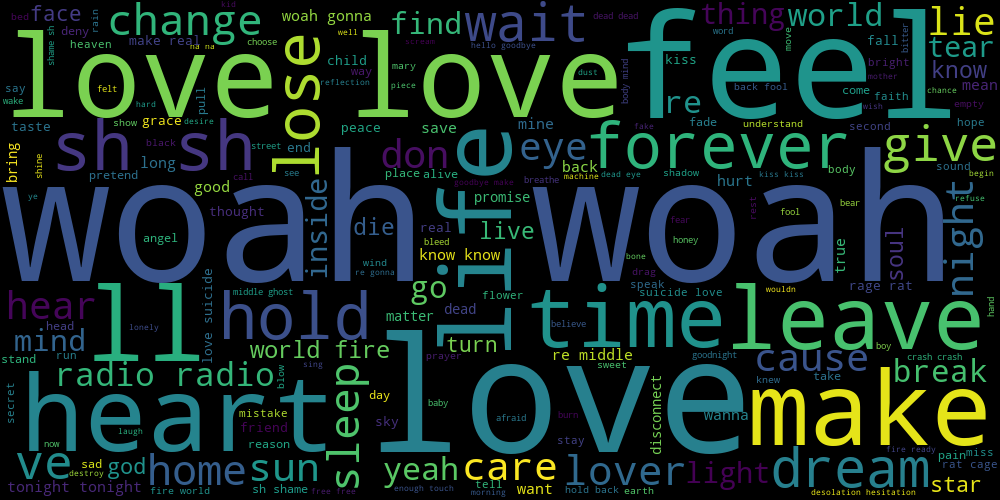 bed
face
deny
rain
change
kid
choose
woah gonna
well
find
wait
dead dead
thing
world
lie
heaven
make real
na na
shame sh
love love
lose
scream
hello goodbye
feel
word
move
fall
bitter
tear
say
wake
felt
hard
pull
child
way
reflection
mary
piece
dust
body mind
kiss
re
back fool
bright
mother
come
faith
wish
know
mean
chance
empty
taste
show
grace
desire
peace
save
mine
fake
fade
understand
second
hope
bring
shine
sh sh
black
street
end
see
don
life
eye
forever
give
long
pretend
call
place
alive
goodbye make
back
breathe
machine
dead eye
shadow
hurt
kiss kiss
body
sound
begin
ye
woah woah
good
thought
inside
promise
rest
fool
bear
refuse
angel
die
real
bleed
live
fear
honey
true
soul
night
know know
wind
re gonna
bone
drag
speak
rage rat
hear
ll
love suicide
middle ghost
hold
go
flower
suicide love
wouldn
time
leave
hand
head
matter
dead
believe
boy
mind
lonely
run
stand
world fire
sing
turn
prayer
re middle
goodnight
sweet
cause
crash crash
radio radio
blow
sleep
day
baby
love
knew
take
break
secret
heart
mistake
friend
reason
sky
afraid
burn
stay
disconnect
wanna
make
now
laugh
ve
sad
destroy
god
home
sun
yeah
care
lover
light
dream
fire ready
pain
miss
rat cage
star
tonight tonight
fire world
sh shame
free free
enough touch
tell
morning
want
hold back
earth
desolation hesitation